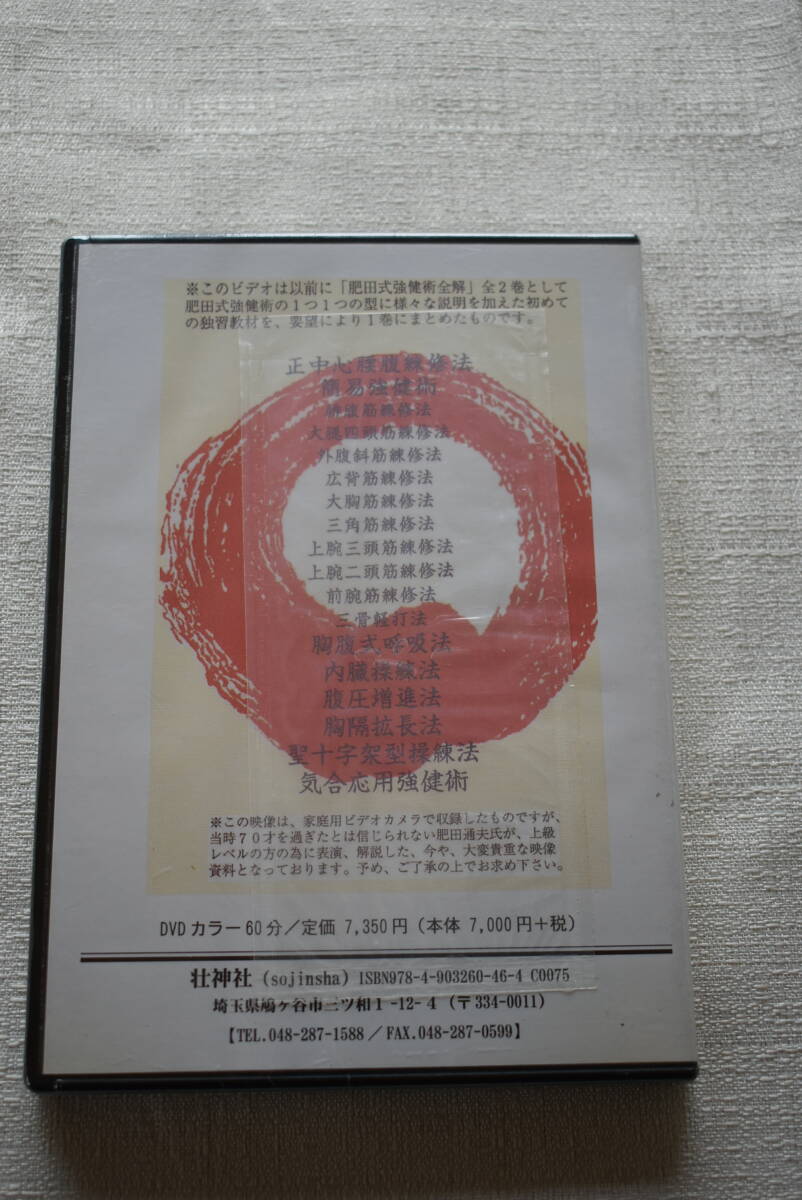 ※このビデオは以前に「肥田式強健術全解」全２巻として
肥田式強健術の１つ１つの型に様々な説明を加えた初めて
の独習教材を、要望により１巻にまとめたものです。
正中心腰腹練修法
簡易強健術
腓腹筋練修法
大腿四頭筋練修法
外腹斜筋練修法
広背筋練修法
大胸筋練修法
三角筋練修法
上腕三頭筋練修法
上腕二頭筋練修法
前腕筋練修法
三骨軽打法
胸腹式呼吸法
内臓操練法
腹圧増進法
胸隔拡長法
聖十字架型操練法
気合応用強健術
※この映像は、家庭用ビデオカメラで収録したものですが、
当時７０才を過ぎたとは信じられない肥田通夫氏が、上級
レベルの方の為に表演、解説した、今や、大変貴重な映像
資料となっております。予め、ご了承の上でお求め下さい。
DVD カラー 60 分／定価 7,350 円（本体 7,000 円＋税）
壮神社 (sojinsha) ISBN978-4-903260-46-4 C0075
埼玉県鳩ヶ谷市三ツ和１-12-４（〒334-0011）
【TEL.048-287-1588／FAX.048-287-0599】